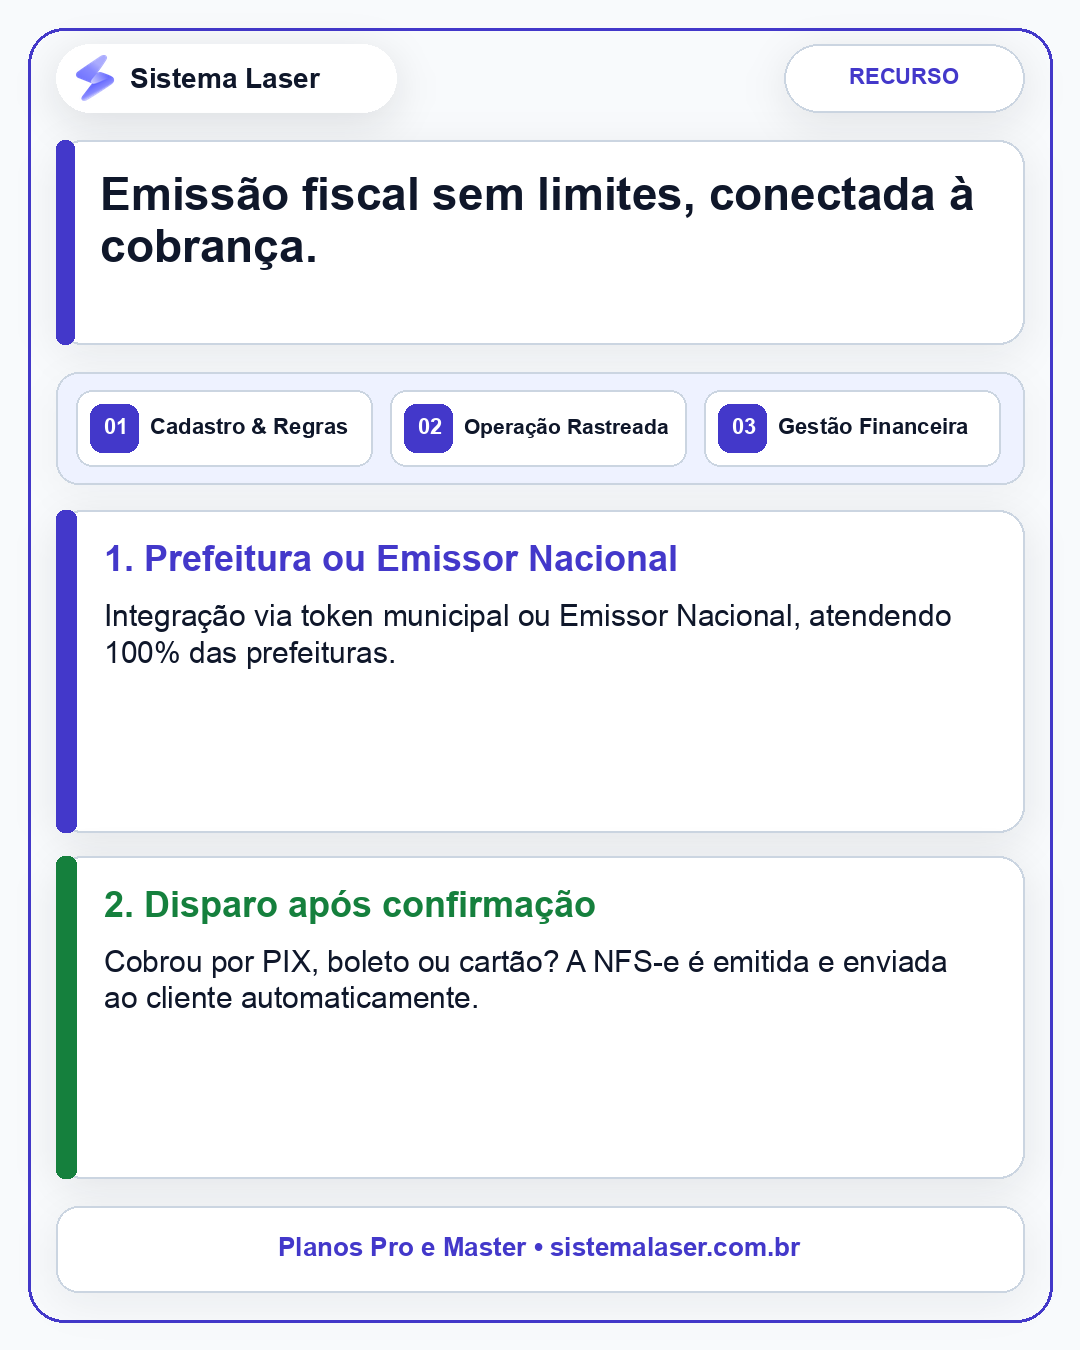 Sistema Laser
RECURSO
Emissão fiscal sem limites, conectada à
cobrança.
01 Cadastro & Regras
02 Operação Rastreada
03 Gestão Financeira
1. Prefeitura ou Emissor Nacional
Integração via token municipal ou Emissor Nacional, atendendo
100% das prefeituras.
2. Disparo após confirmação
Cobrou por PIX, boleto ou cartão? A NFS-e é emitida e enviada
ao cliente automaticamente.
Planos Pro e Master • sistemalaser.com.br